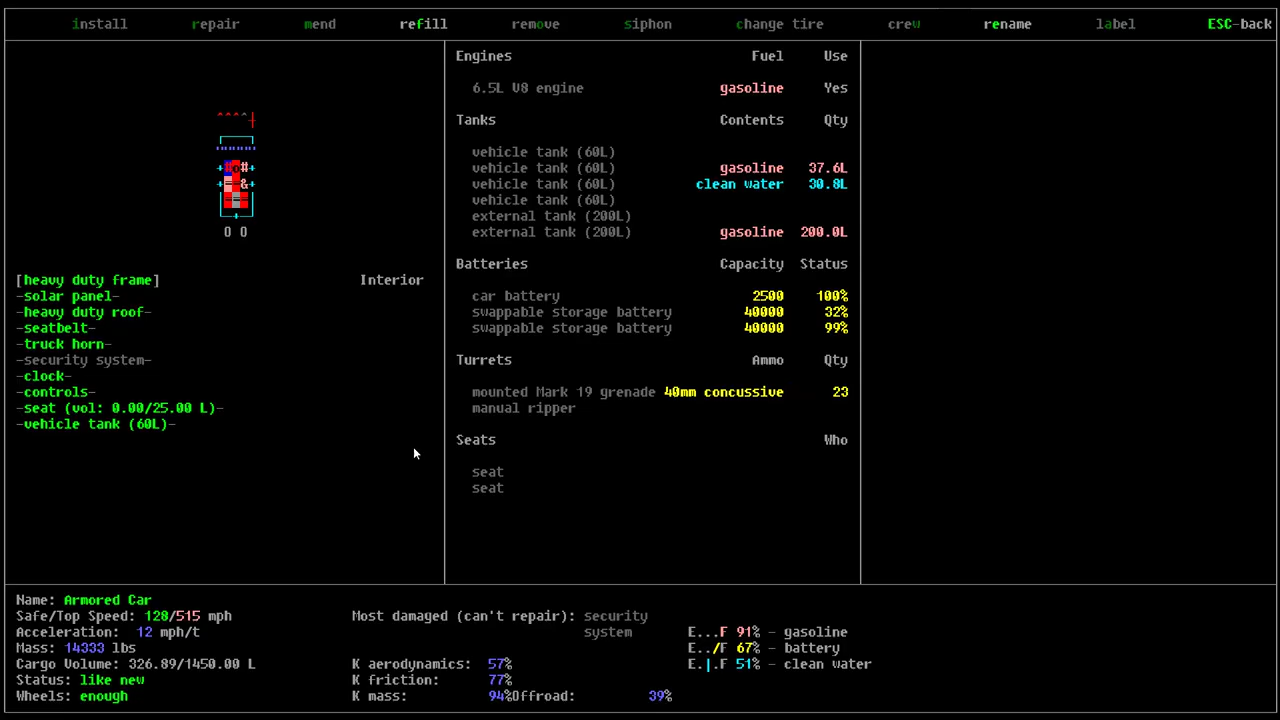 install repair mend refill remove siphon change tire crew rename label ESC-back
Engines Fuel Use
6.5L V8 engine gasoline Yes
Tanks Contents Qty
vehicle tank (60L)
vehicle tank (60L) gasoline 37.6L
vehicle tank (60L) clean water 30.8L
vehicle tank (60L)
external tank (200L)
external tank (200L) gasoline 200.0L
Batteries Capacity Status
car battery 2500 100%
swappable storage battery 40000 32%
swappable storage battery 40000 99%
Turrets Ammo Qty
mounted Mark 19 grenade 40mm concussive 23
manual ripper
Seats Who
seat
seat
0 0
[heavy duty frame] Interior
-solar panel-
-heavy duty roof-
-seatbelt-
-truck horn-
-security system-
-clock-
-controls-
-seat (vol: 0.00/25.00 L)-
-vehicle tank (60L)-
Name: Armored Car
Safe/Top Speed: 128/515 mph
Acceleration: 12 mph/t
Mass: 14333 lbs
Cargo Volume: 326.89/1450.00 L
Status: like new
Wheels: enough
Most damaged (can't repair): security
system
K aerodynamics: 57%
K friction: 77%
K mass: 94%Offroad: 39%
E...F 91% - gasoline
E../F 67% - battery
E.|.F 51% - clean water